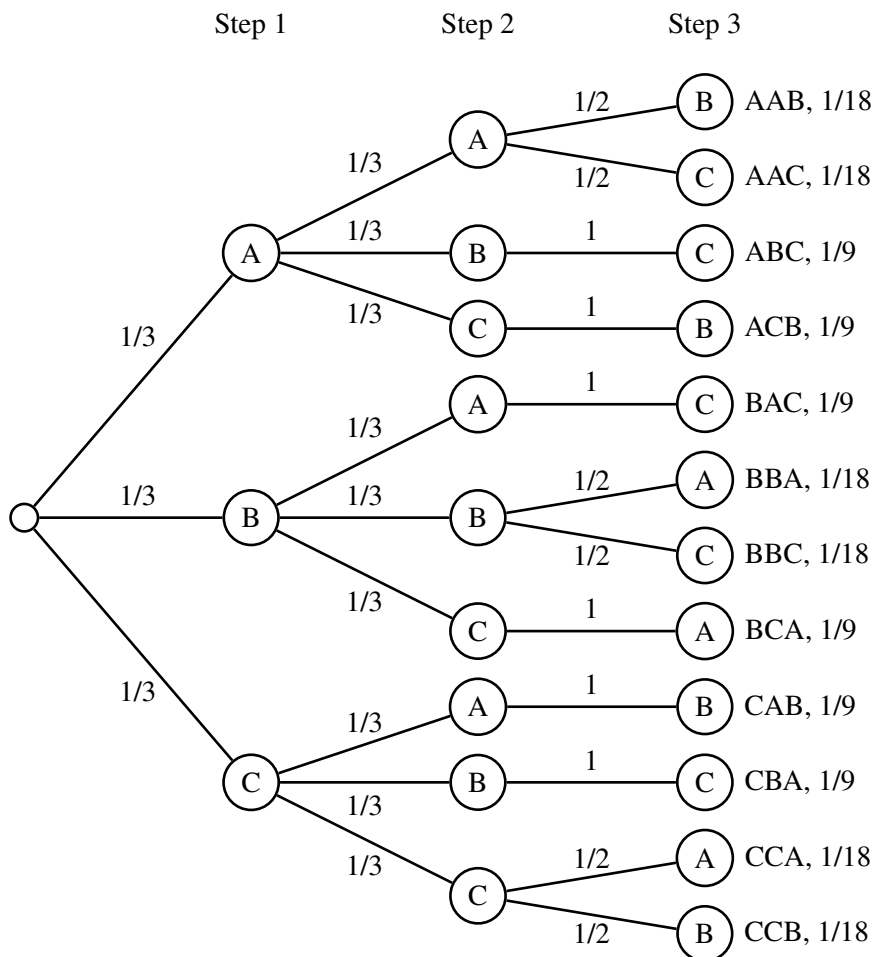 Step 1 Step 2 Step 3
1/2 B AAB, 1/18
A
1/3
1/2 C AAC, 1/18
1/3 1
A B C ABC, 1/9
1/3 1
1/3 C B ACB, 1/9
1
A C BAC, 1/9
1/3
1/2 A BBA, 1/18
1/3 1/3
B B
1/2 C BBC, 1/18
1/3 1
C A BCA, 1/9
1/3 1
A B CAB, 1/9
1/3
1
C B C CBA, 1/9
1/3
1/2 A CCA, 1/18
1/3
C
1/2 B CCB, 1/18